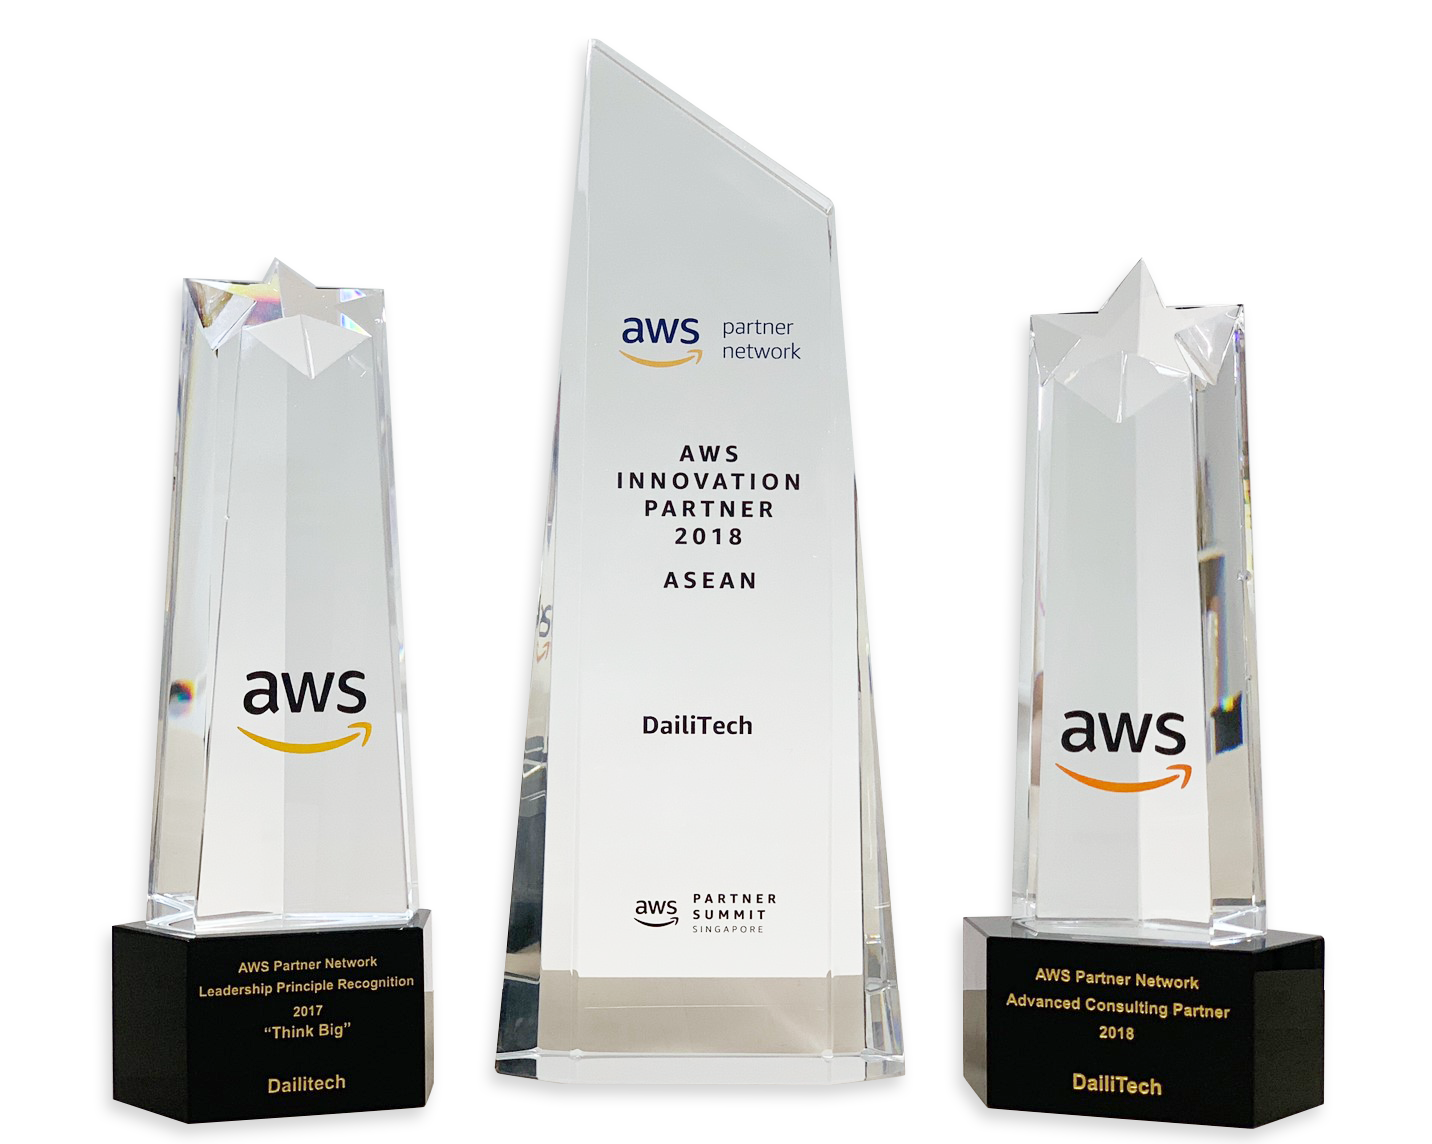 aws
AWS Partner Network
Leadership Principle Recognition
2017
“Think Big”
Dailitech
aws partner
network
AWS
INNOVATION
PARTNER
2018
ASEAN
DailiTech
aws PARTNER
SUMMIT
SINGAPORE
aws
AWS Partner Network
Advanced Consulting Partner
2018
DailiTech